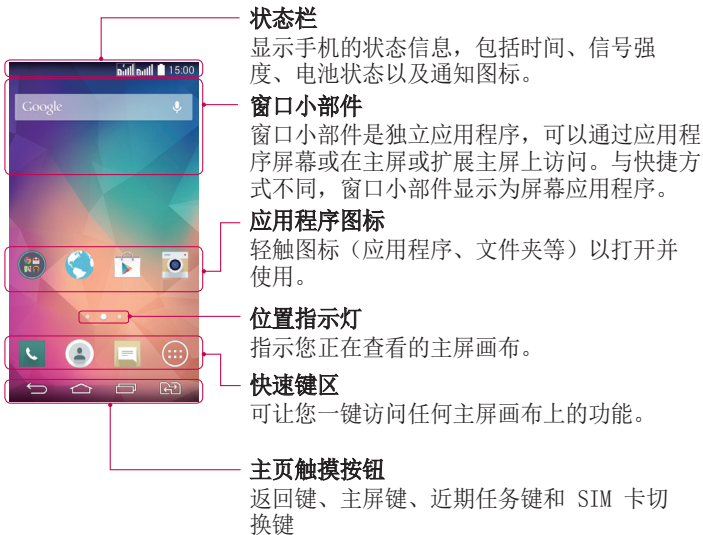 状态栏
显示手机的状态信息，包括时间、信号强
度、电池状态以及通知图标。
15:00
窗口小部件
Google
窗口小部件是独立应用程序，可以通过应用程
序屏幕或在主屏或扩展主屏上访问。与快捷方
式不同，窗口小部件显示为屏幕应用程序。
应用程序图标
轻触图标（应用程序、文件夹等）以打开并
使用。
位置指示灯
指示您正在查看的主屏画布。
快速键区
可让您一键访问任何主屏画布上的功能。
主页触摸按钮
返回键、主屏键、近期任务键和 SIM 卡切
换键